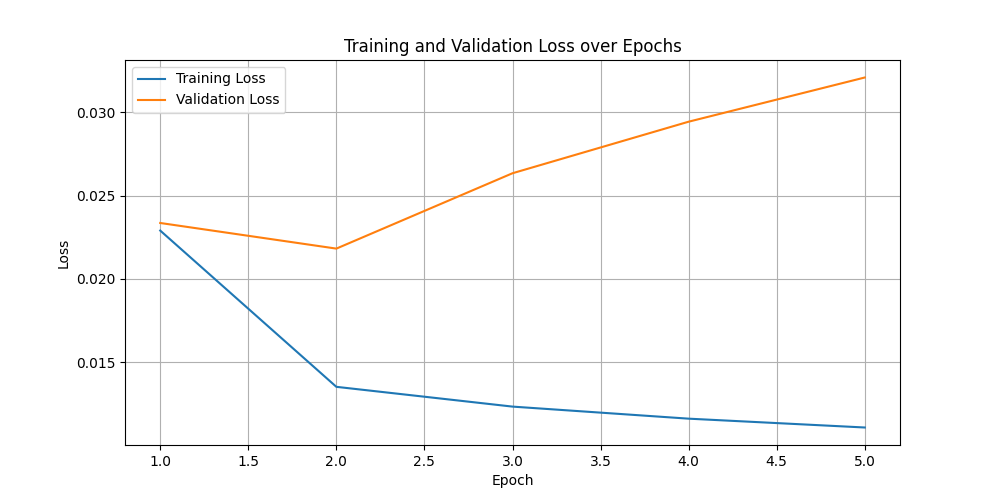 Training and Validation Loss over Epochs
Training Loss
Validation Loss
0.030
0.025
0.020
0.015
Loss
1.0 1.5 2.0 2.5 3.0 3.5 4.0 4.5 5.0
Epoch